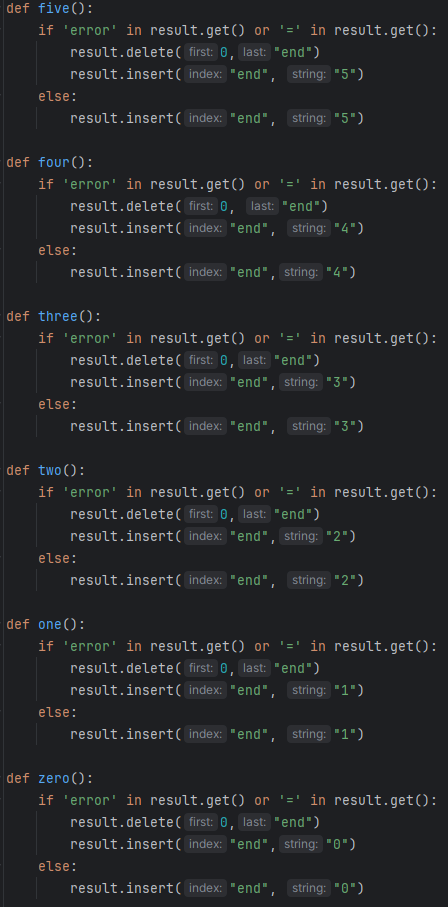 def five():
    if 'error' in result.get() or '=' in result.get():
        result.delete( first: 0, last: "end")
        result.insert( index: "end", string: "5")
    else:
        result.insert( index: "end", string: "5")

def four():
    if 'error' in result.get() or '=' in result.get():
        result.delete( first: 0, last: "end")
        result.insert( index: "end", string: "4")
    else:
        result.insert( index: "end", string: "4")

def three():
    if 'error' in result.get() or '=' in result.get():
        result.delete( first: 0, last: "end")
        result.insert( index: "end", string: "3")
    else:
        result.insert( index: "end", string: "3")

def two():
    if 'error' in result.get() or '=' in result.get():
        result.delete( first: 0, last: "end")
        result.insert( index: "end", string: "2")
    else:
        result.insert( index: "end", string: "2")

def one():
    if 'error' in result.get() or '=' in result.get():
        result.delete( first: 0, last: "end")
        result.insert( index: "end", string: "1")
    else:
        result.insert( index: "end", string: "1")

def zero():
    if 'error' in result.get() or '=' in result.get():
        result.delete( first: 0, last: "end")
        result.insert( index: "end", string: "0")
    else:
        result.insert( index: "end", string: "0")